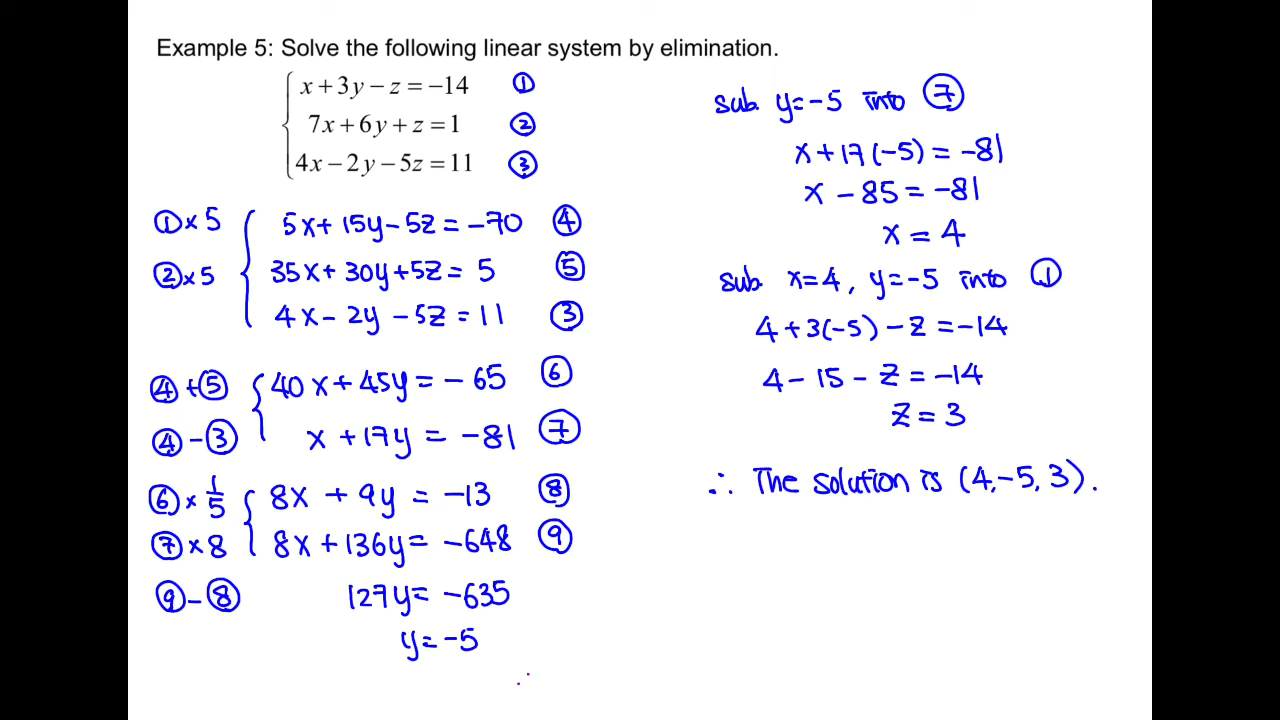 Example 5: Solve the following linear system by elimination.
x + 3y − z = −14 ①
7x + 6y + z = 1 ②
4x − 2y − 5z = 11 ③
①×5 5x + 15y − 5z = −70 ④
②×5 35x + 30y + 5z = 5 ⑤
4x − 2y − 5z = 11 ③
④+⑤ 40x + 45y = −65 ⑥
④−③ x + 17y = −81 ⑦
⑥×1/5 8x + 9y = −13 ⑧
⑦×8 8x + 136y = −648 ⑨
⑨−⑧ 127y = −635
y = −5
sub. y = −5 into ⑦
x + 17(−5) = −81
x − 85 = −81
x = 4
sub. x = 4, y = −5 into ①
4 + 3(−5) − z = −14
4 − 15 − z = −14
z = 3
∴ The solution is (4, −5, 3).